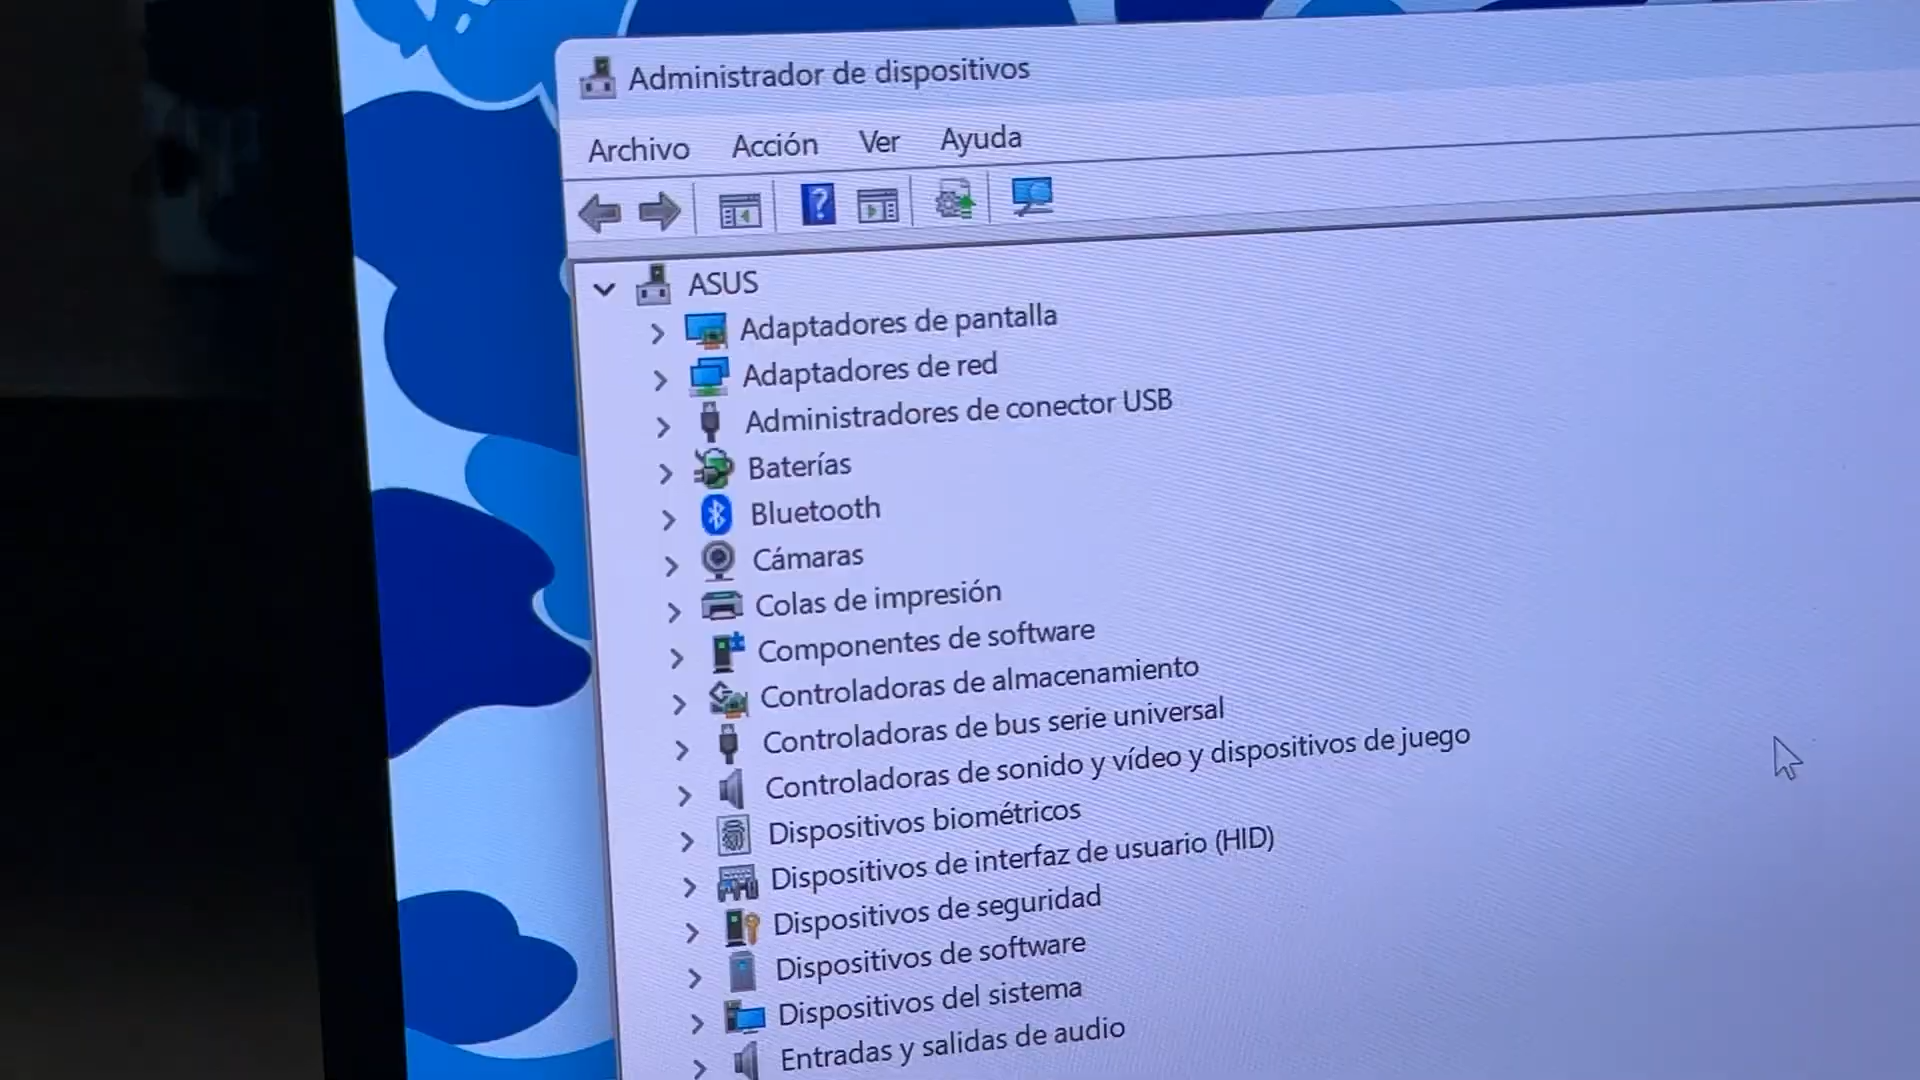 Administrador de dispositivos
Archivo Acción Ver Ayuda
?
ASUS
Adaptadores de pantalla
Adaptadores de red
Administradores de conector USB
Baterías
Bluetooth
Cámaras
Colas de impresión
Componentes de software
Controladoras de almacenamiento
Controladoras de bus serie universal
Controladoras de sonido y vídeo y dispositivos de juego
Dispositivos biométricos
Dispositivos de interfaz de usuario (HID)
Dispositivos de seguridad
Dispositivos de software
Dispositivos del sistema
Entradas y salidas de audio